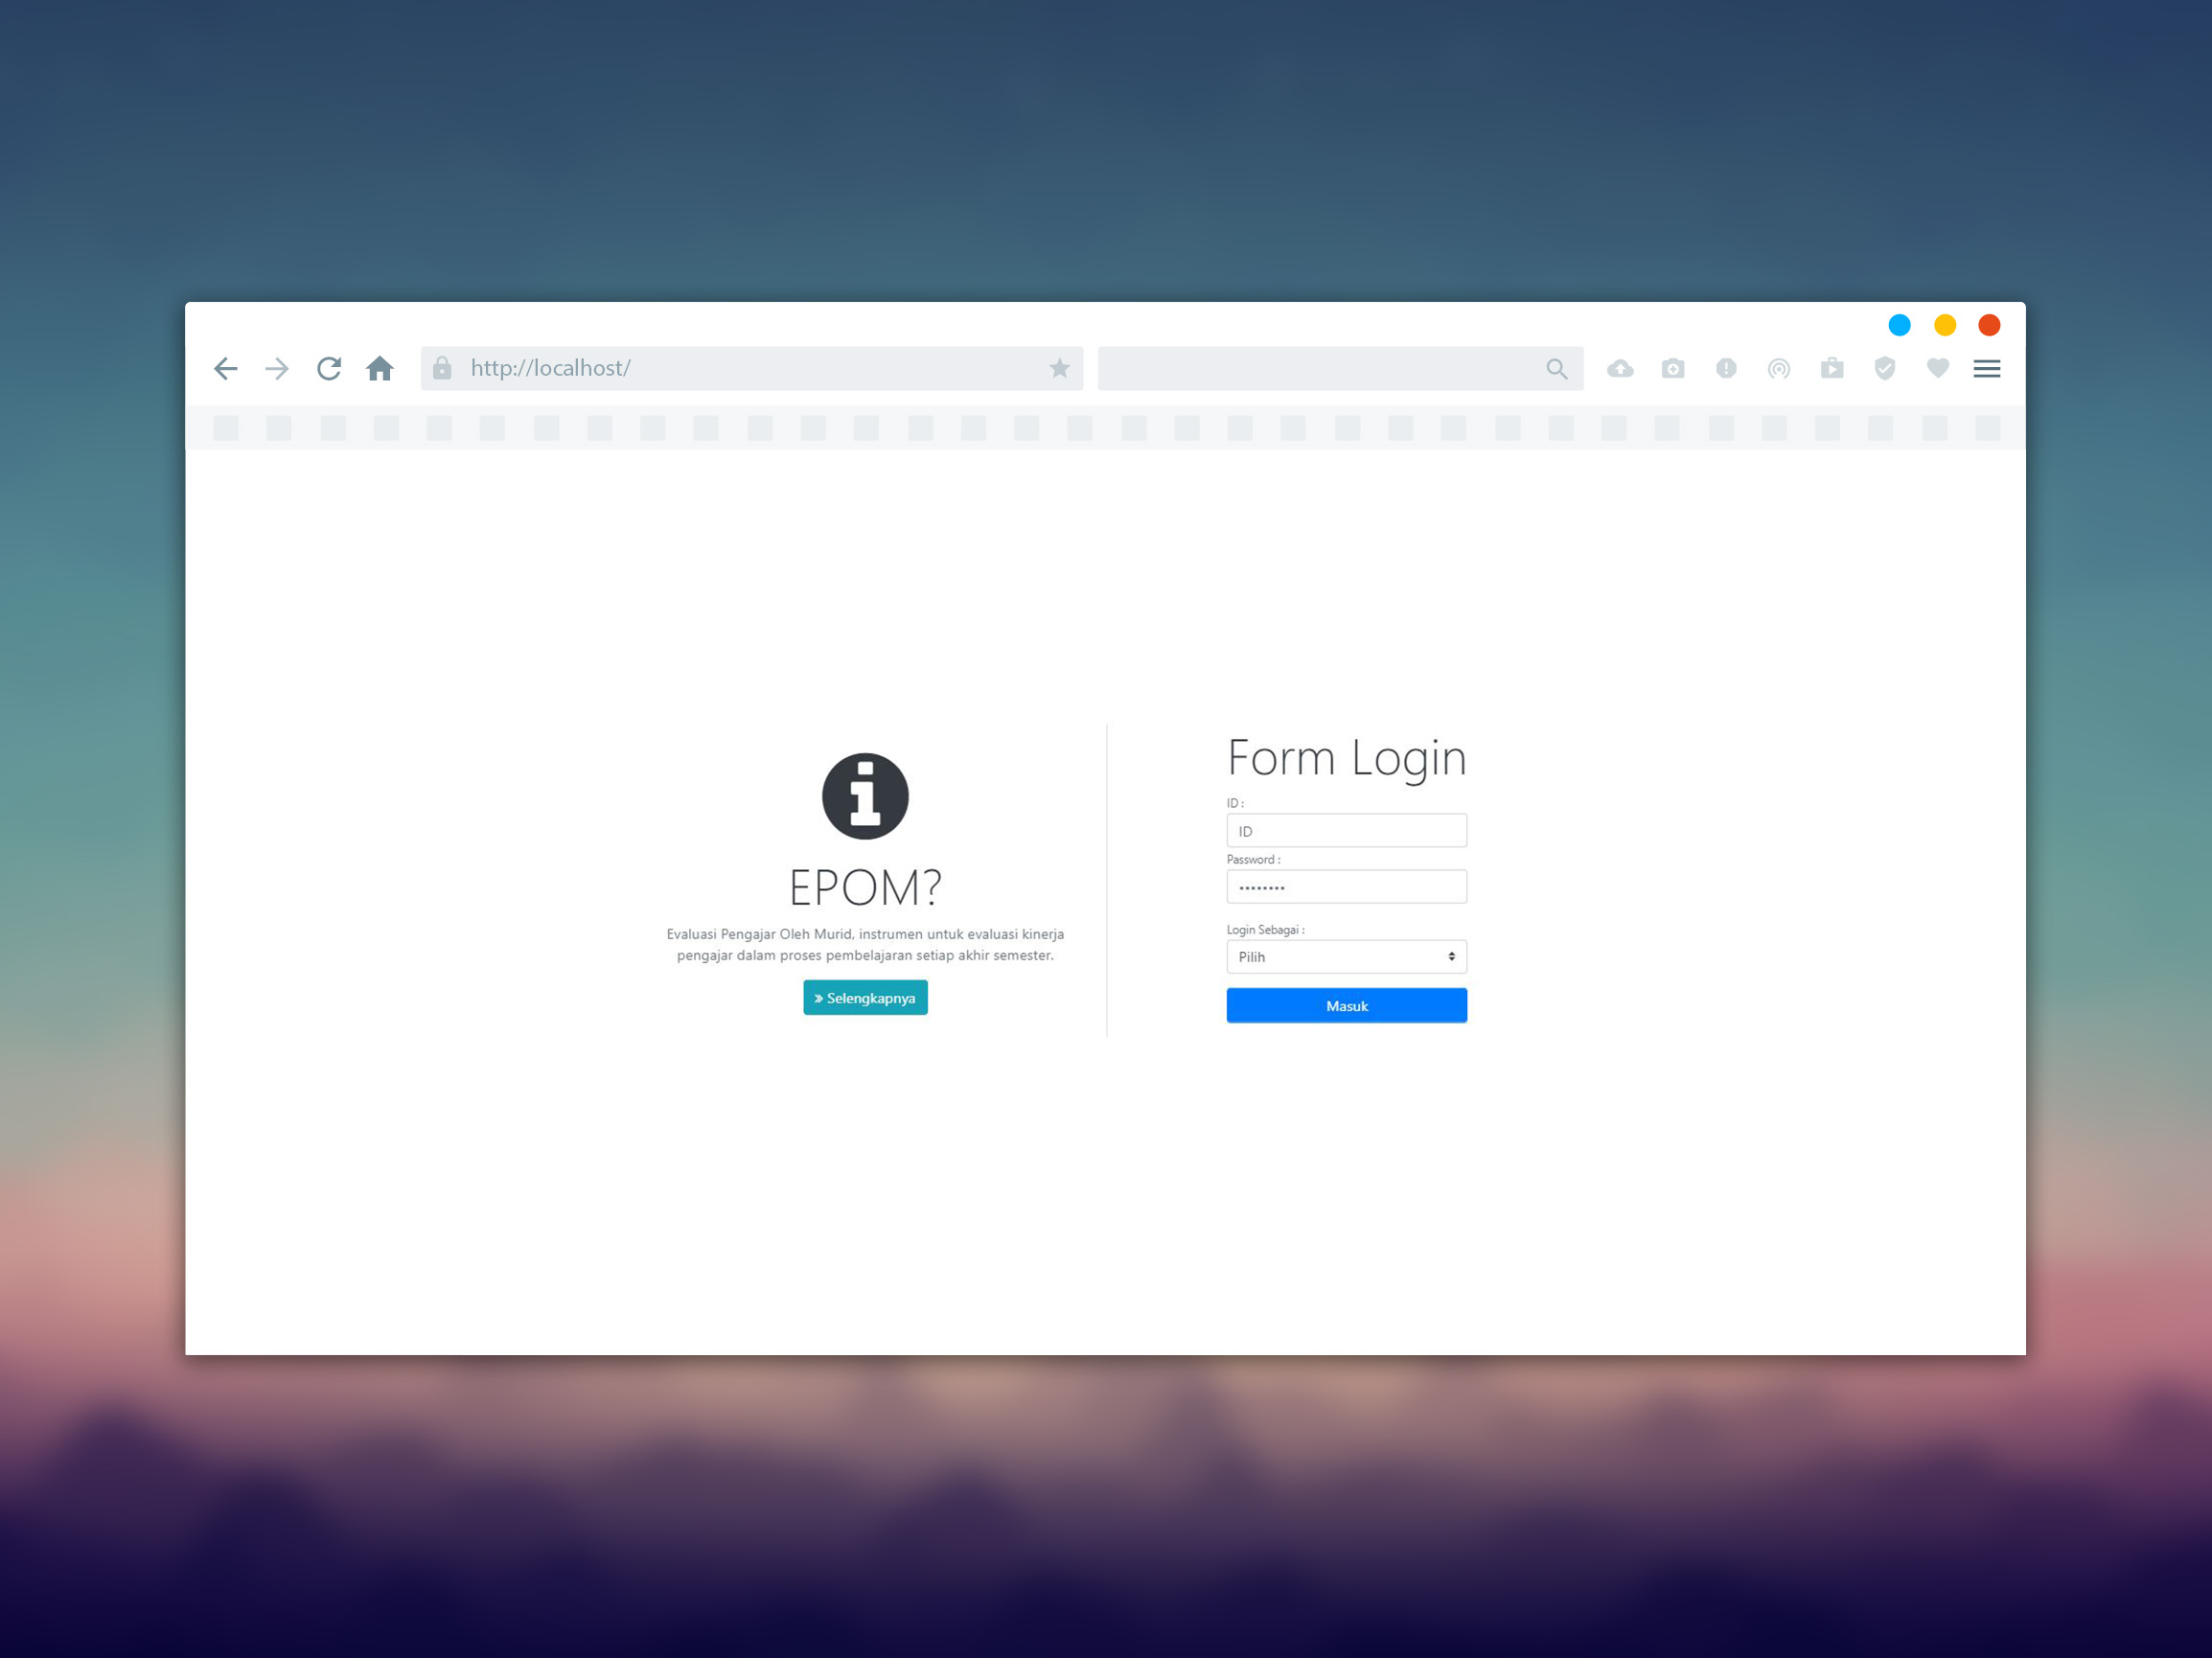 http://localhost/
EPOM?
Evaluasi Pengajar Oleh Murid, instrumen untuk evaluasi kinerja
pengajar dalam proses pembelajaran setiap akhir semester.
» Selengkapnya
Form Login
ID :
ID
Password :
••••••••
Login Sebagai :
Pilih
Masuk